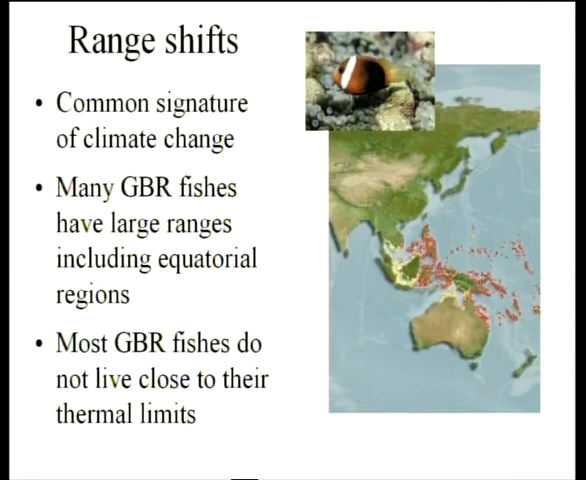 Range shifts
• Common signature
of climate change
• Many GBR fishes
have large ranges
including equatorial
regions
• Most GBR fishes do
not live close to their
thermal limits